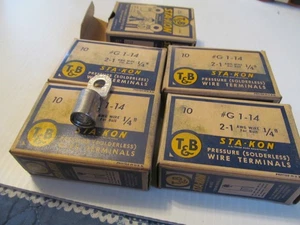 STA-KON
10
#G 1-14
2-1
1/4"
T&B
STA-KON
PRESSURE (SOLDERLESS)
WIRE TERMINALS
10
#G 1-14
2-1
1/4"
T&B
STA-KON
PRESSURE (SOLDERLESS)
WIRE TERMINALS
10
#G 1-14
2-1
1/4"
T&B
STA-KON
PRESSURE (SOLDERLESS)
WIRE TERMINALS
10
#G 1-14
2-1
1/4"
T&B
STA-KON
PRESSURE (SOLDERLESS)
WIRE TERMINALS